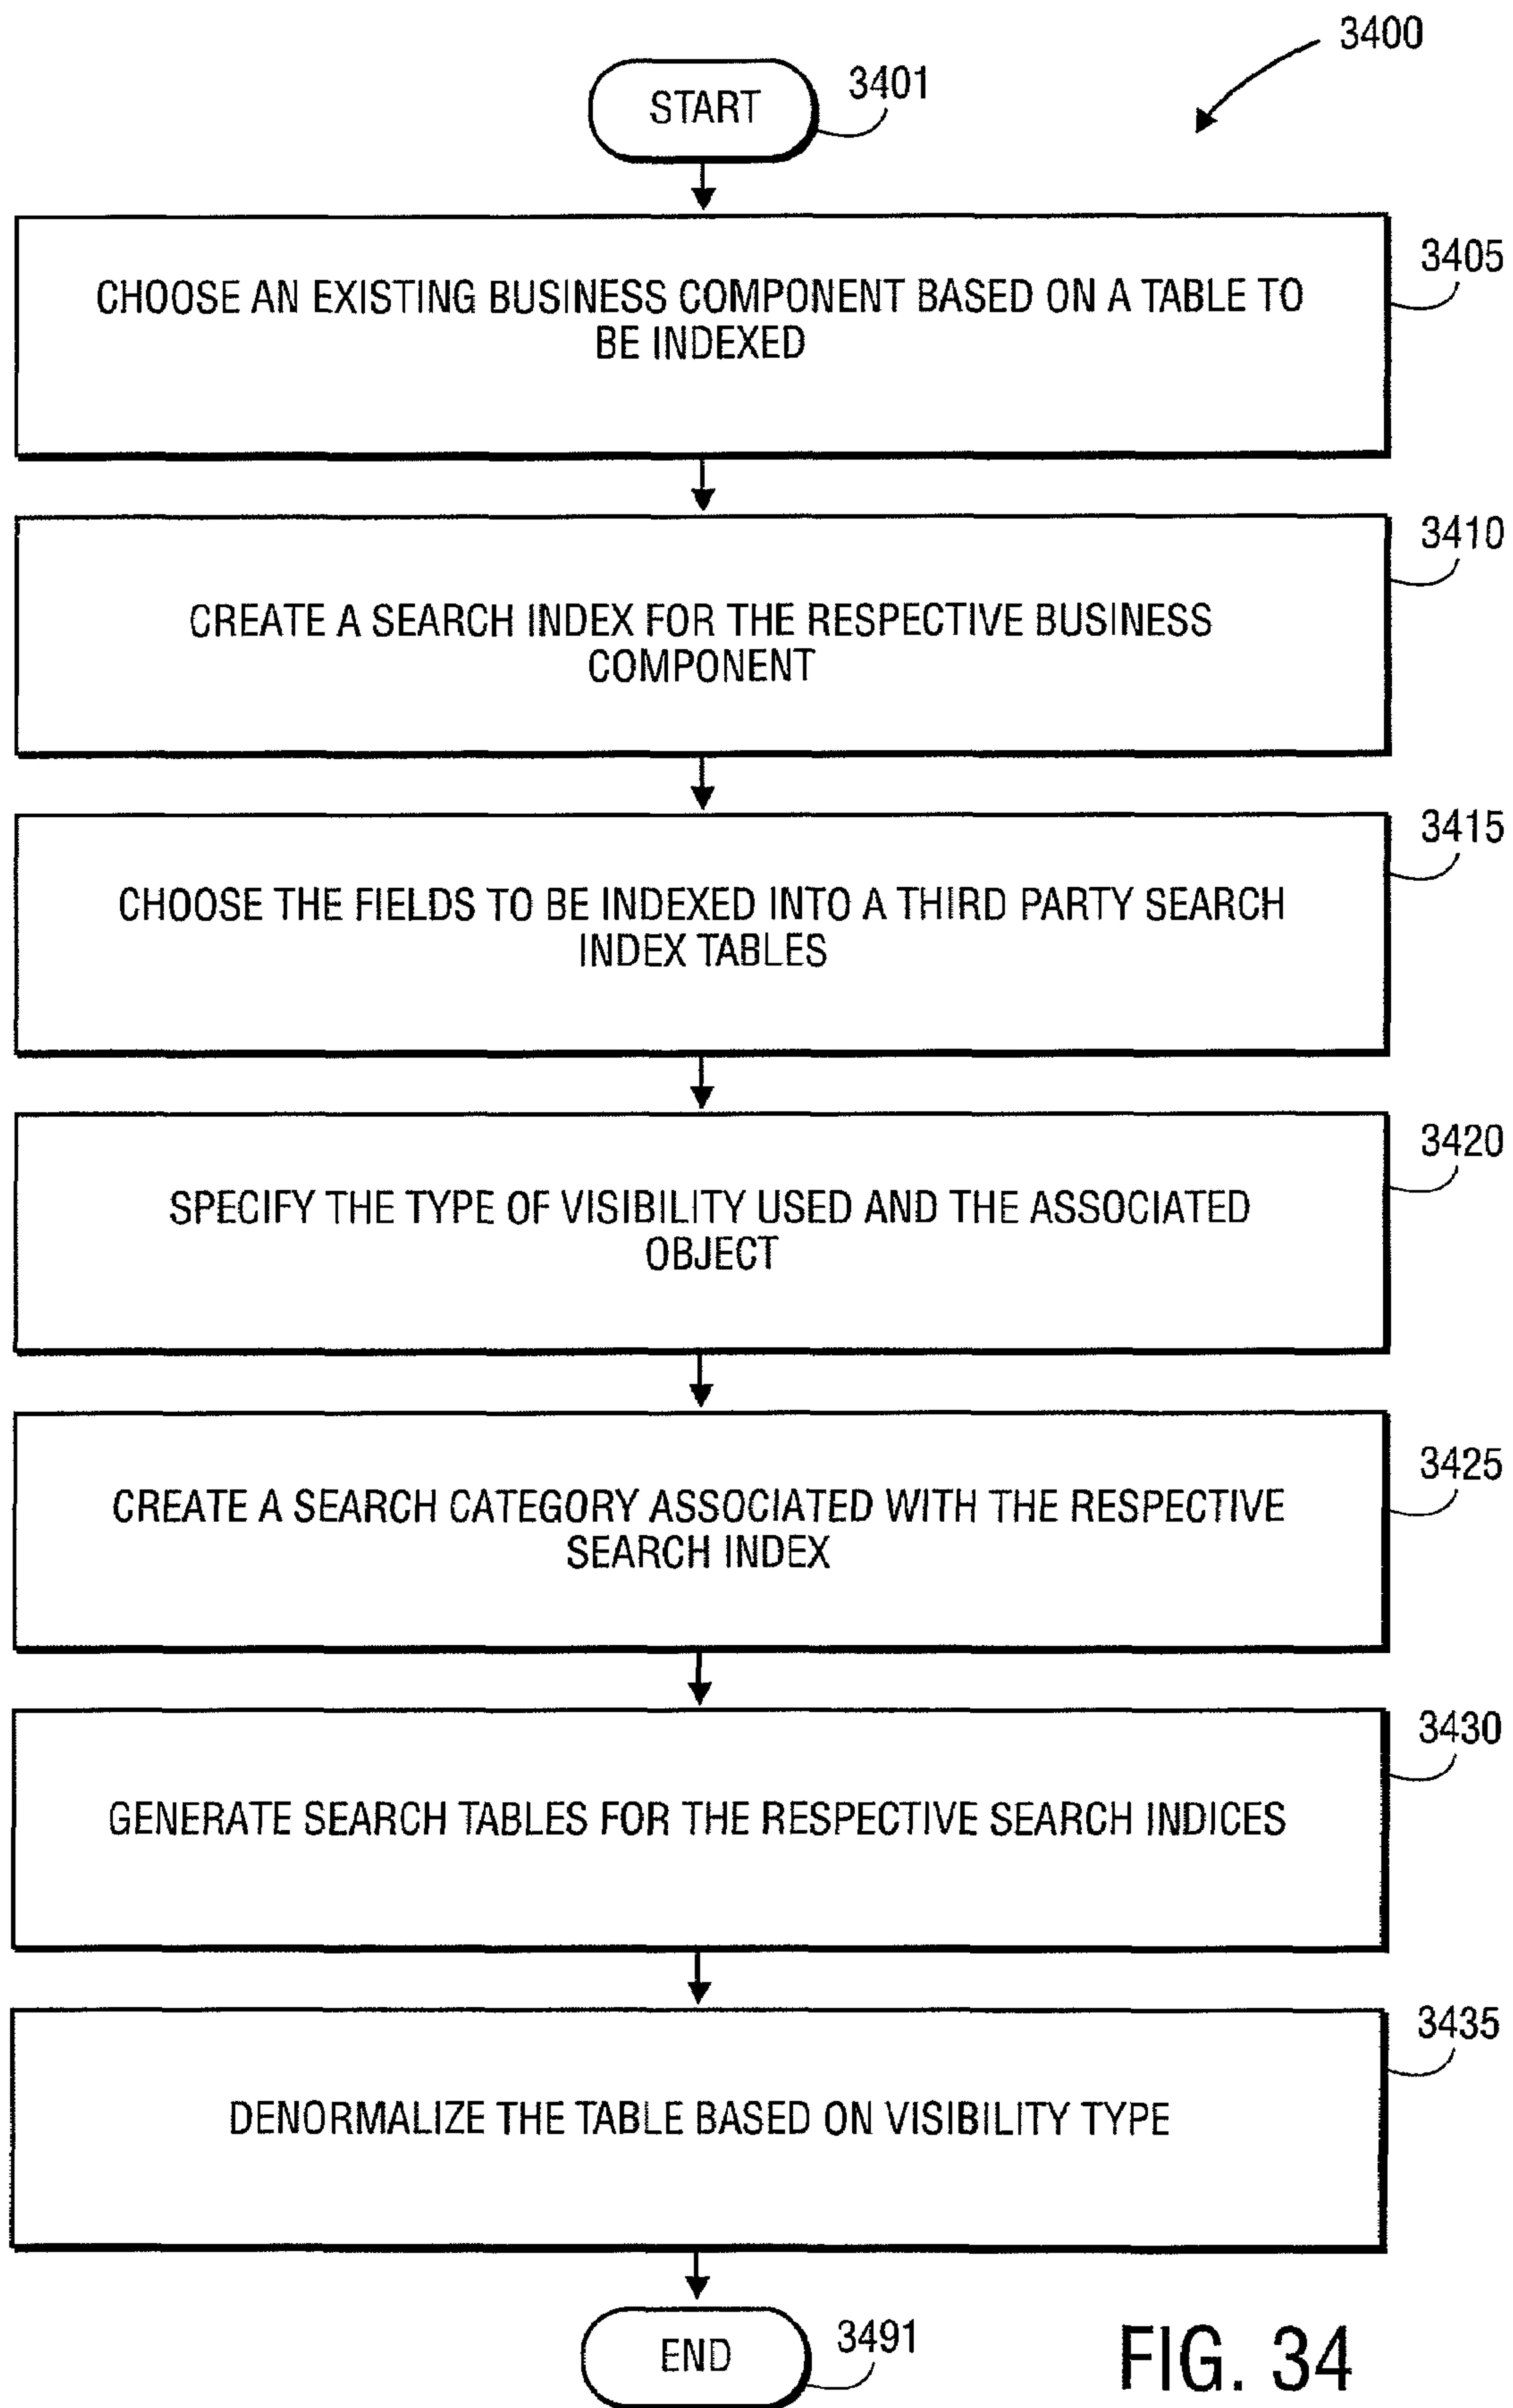 3400
START
3401
3405
CHOOSE AN EXISTING BUSINESS COMPONENT BASED ON A TABLE TO
BE INDEXED
3410
CREATE A SEARCH INDEX FOR THE RESPECTIVE BUSINESS
COMPONENT
3415
CHOOSE THE FIELDS TO BE INDEXED INTO A THIRD PARTY SEARCH
INDEX TABLES
3420
SPECIFY THE TYPE OF VISIBILITY USED AND THE ASSOCIATED
OBJECT
3425
CREATE A SEARCH CATEGORY ASSOCIATED WITH THE RESPECTIVE
SEARCH INDEX
3430
GENERATE SEARCH TABLES FOR THE RESPECTIVE SEARCH INDICES
3435
DENORMALIZE THE TABLE BASED ON VISIBILITY TYPE
END
3491
FIG. 34